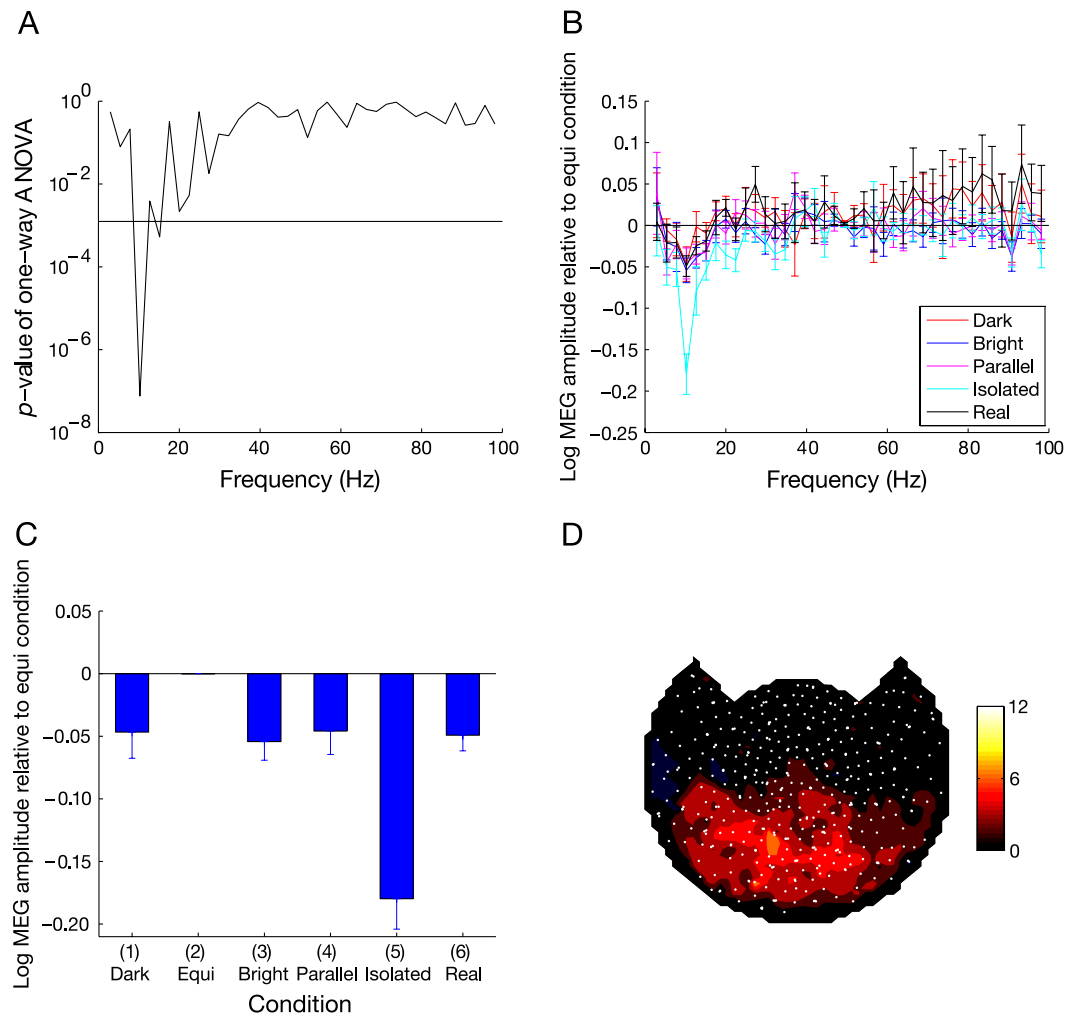 A
p-value of one-way ANOVA
10^0
10^-2
10^-4
10^-6
10^-8
0 20 40 60 80 100
Frequency (Hz)
B
Log MEG amplitude relative to equi condition
0.15
0.1
0.05
0
-0.05
-0.1
-0.15
-0.2
-0.25
0 20 40 60 80 100
Frequency (Hz)
Dark
Bright
Parallel
Isolated
Real
C
Log MEG amplitude relative to equi condition
0.05
0
-0.05
-0.10
-0.15
-0.20
(1) (2) (3) (4) (5) (6)
Dark Equi Bright Parallel Isolated Real
Condition
D
12
6
0